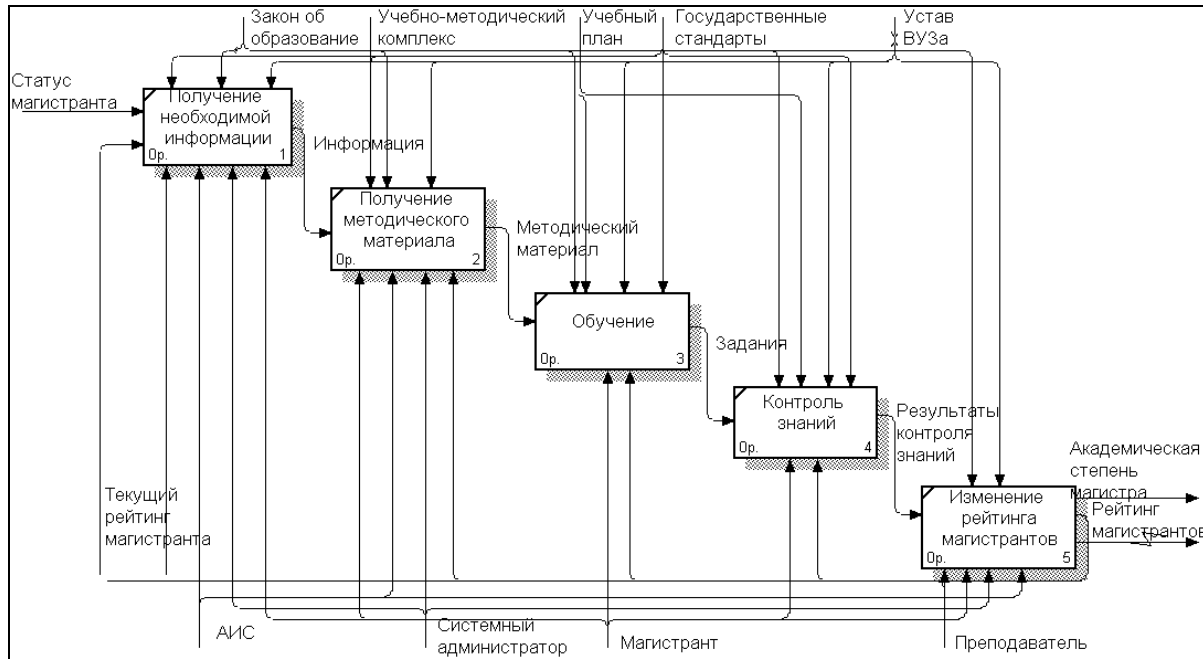 Закон об
образование
Учебно-методический
комплекс
Учебный
план
Государственные
стандарты
Устав
ВУЗа
Статус
магистранта
Получение
необходимой
информации
0р.
1
Информация
Получение
методического
материала
0р.
2
Методический
материал
Обучение
0р.
3
Задания
Контроль
знаний
0р.
4
Результаты
контроля
знаний
Изменение
рейтинга
магистрантов
0р.
5
Академическая
степень
магистра
Рейтинг
магистрантов
Текущий
рейтинг
магистранта
АИС
Системный
администратор
Магистрант
Преподаватель